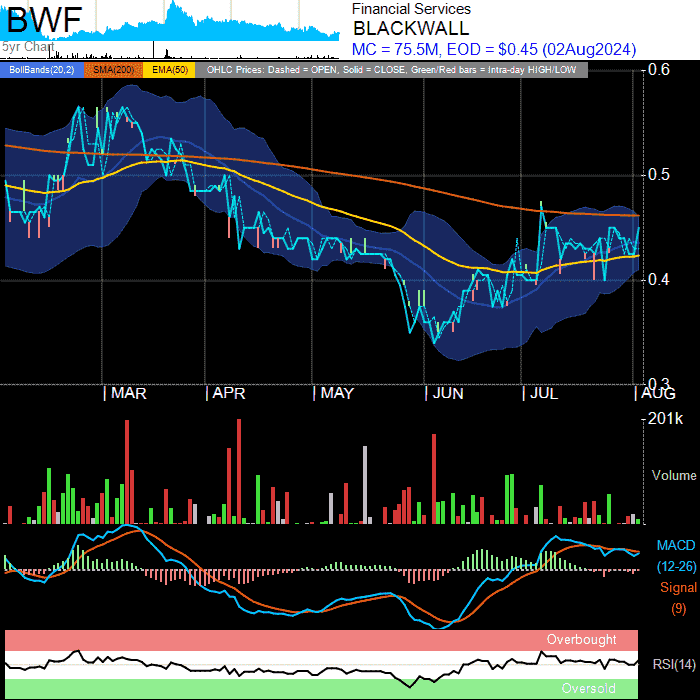 BWF
5yr Chart
Financial Services
BLACKWALL
MC = 75.5M, EOD = $0.45 (02Aug2024)
BollBands(20,2) SMA(200) EMA(50) OHLC Prices: Dashed = OPEN, Solid = CLOSE, Green/Red bars = Intra-day HIGH/LOW
0.6
0.5
0.4
0.3
MAR APR MAY JUN JUL AUG
201k
Volume
MACD
(12-26)
Signal
(9)
Overbought
RSI(14)
Oversold